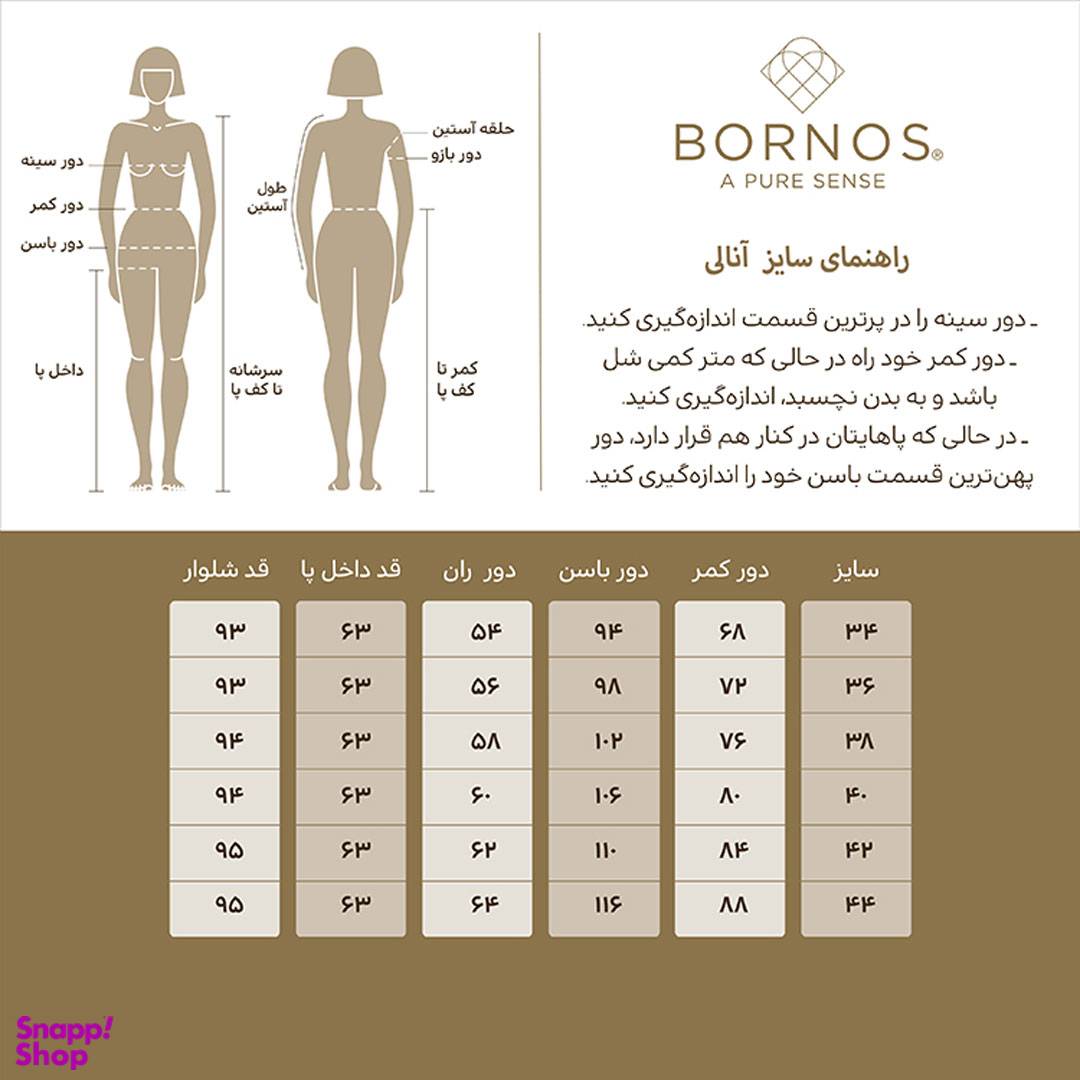 BORNOS®
A PURE SENSE
راهنمای سایز آنالی
ـ دور سینه را در پرترین قسمت اندازه‌گیری کنید.
ـ دور کمر خود راه در حالی که متر کمی شل
باشد و به بدن نچسبد، اندازه‌گیری کنید.
ـ در حالی که پاهایتان در کنار هم قرار دارد، دور
پهن‌ترین قسمت باسن خود را اندازه‌گیری کنید.
حلقه آستین
دور بازو
طول
آستین
کمر تا
کف پا
دور سینه
دور کمر
دور باسن
داخل پا
سرشانه
تا کف پا
سایز دور کمر دور باسن دور ران قد داخل پا قد شلوار
۳۴ ۶۸ ۹۴ ۵۴ ۶۳ ۹۳
۳۶ ۷۲ ۹۸ ۵۶ ۶۳ ۹۳
۳۸ ۷۶ ۱۰۲ ۵۸ ۶۳ ۹۴
۴۰ ۸۰ ۱۰۶ ۶۰ ۶۳ ۹۴
۴۲ ۸۴ ۱۱۰ ۶۲ ۶۳ ۹۵
۴۴ ۸۸ ۱۱۶ ۶۴ ۶۳ ۹۵
Snapp!
Shop